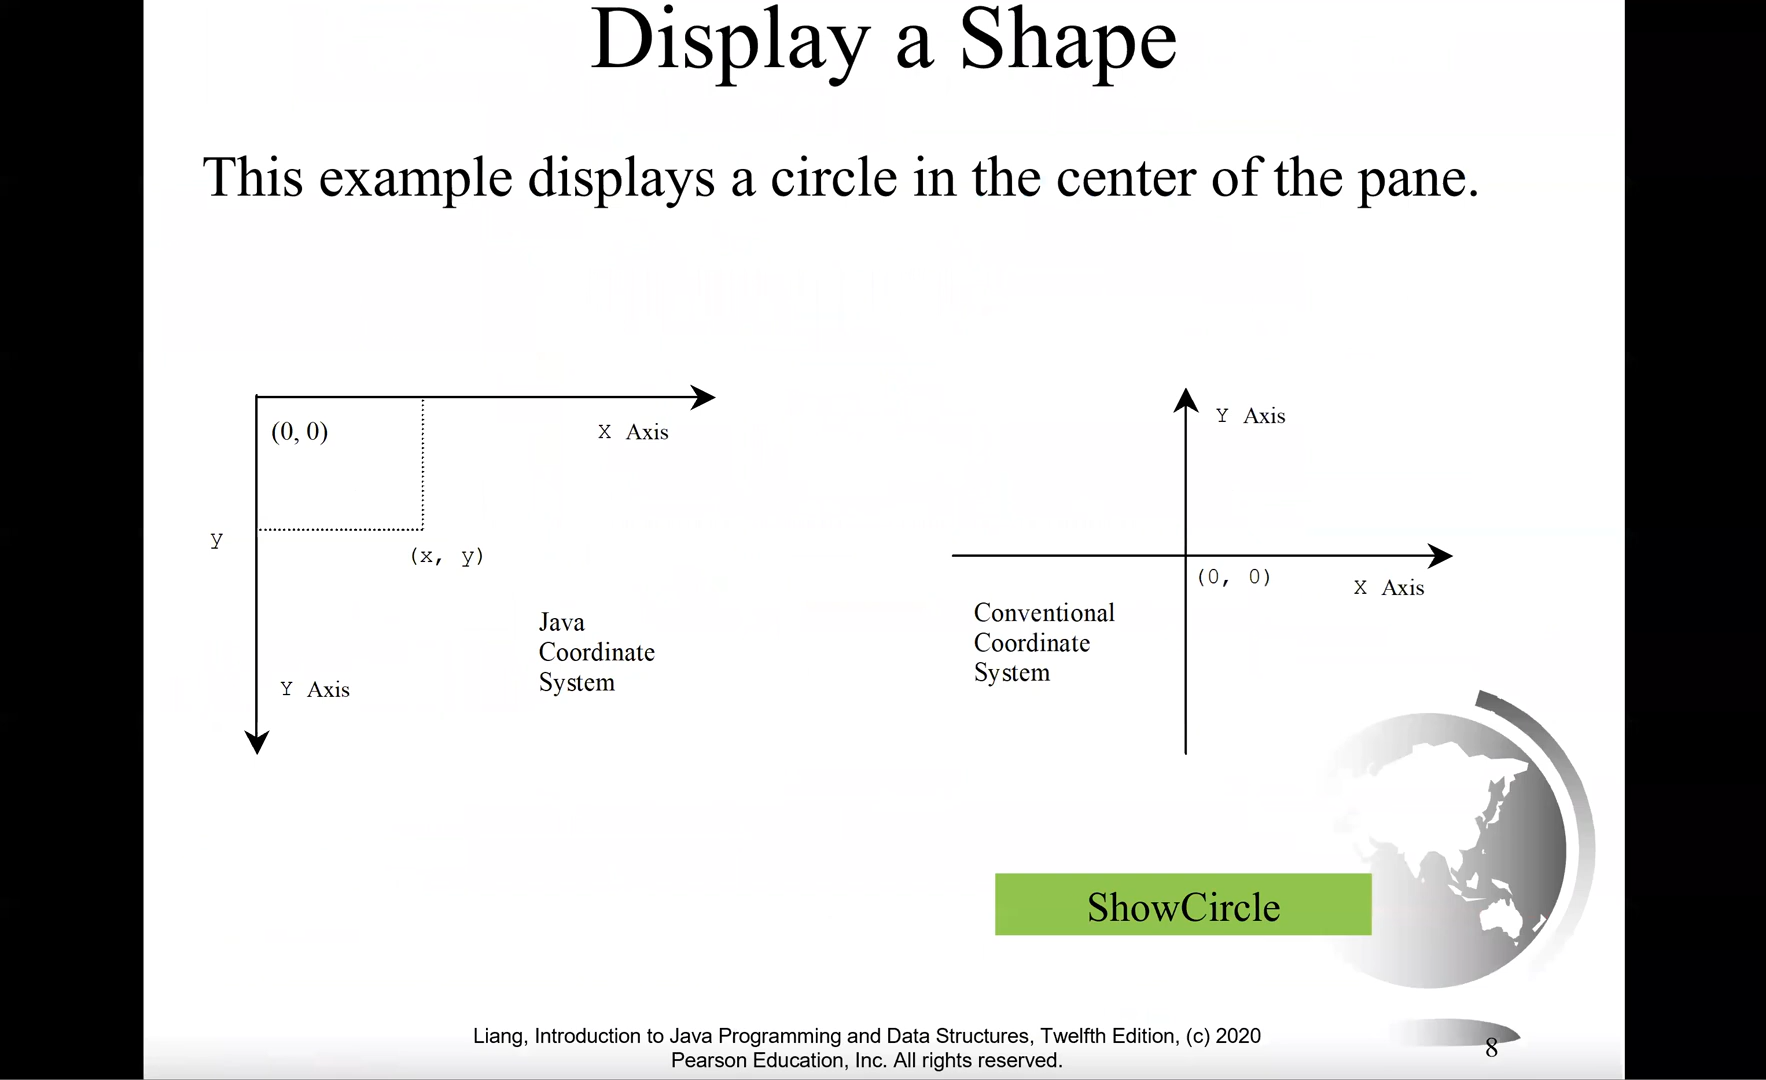 Display a Shape
This example displays a circle in the center of the pane.
(0, 0)
X Axis
y
(x, y)
Java
Coordinate
System
Y Axis
Y Axis
(0, 0)
X Axis
Conventional
Coordinate
System
ShowCircle
Liang, Introduction to Java Programming and Data Structures, Twelfth Edition, (c) 2020
Pearson Education, Inc. All rights reserved.
8